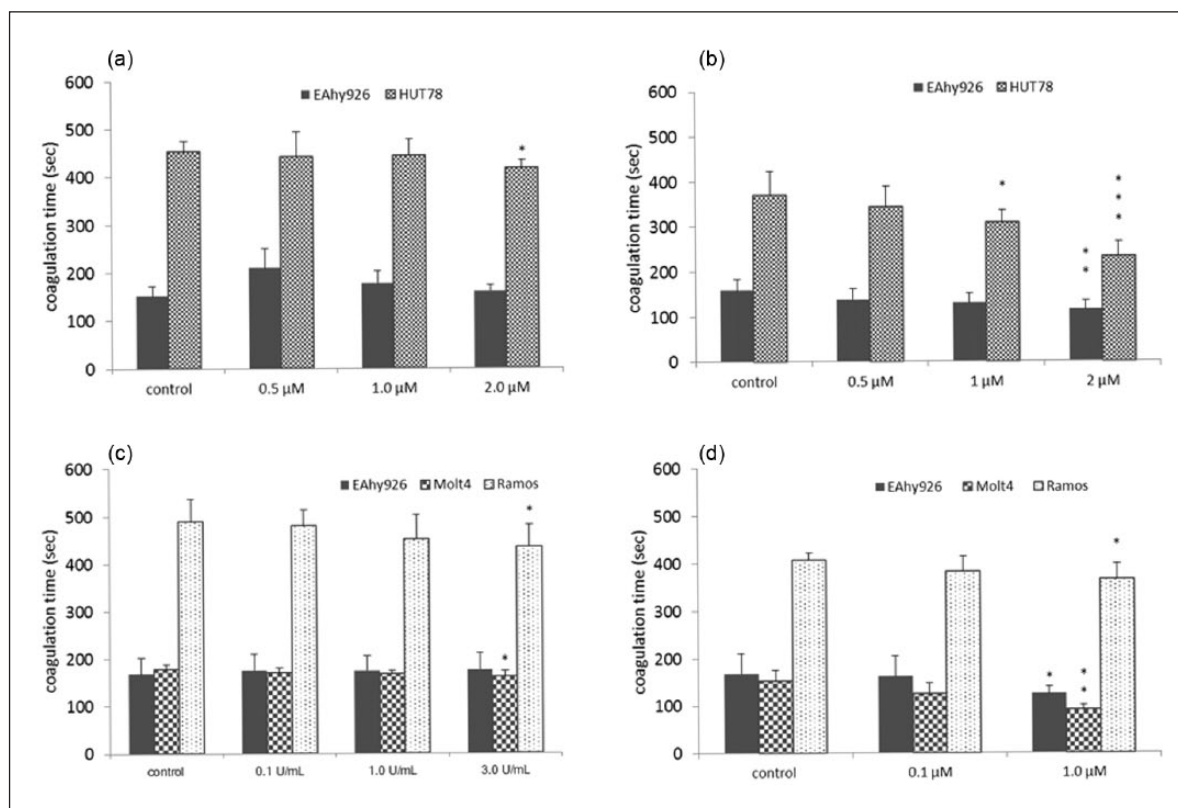 (a)
EAhy926 HUT78
coagulation time (sec)
600
500
400
300
200
100
0
*
control 0.5 µM 1.0 µM 2.0 µM
(b)
EAhy926 HUT78
coagulation time (sec)
600
500
400
300
200
100
0
*
* *
* * *
control 0.5 µM 1 µM 2 µM
(c)
EAhy926 Molt4 Ramos
coagulation time (sec)
600
500
400
300
200
100
0
*
*
control 0.1 U/mL 1.0 U/mL 3.0 U/mL
(d)
EAhy926 Molt4 Ramos
coagulation time (sec)
600
500
400
300
200
100
0
*
* *
*
control 0.1 µM 1.0 µM